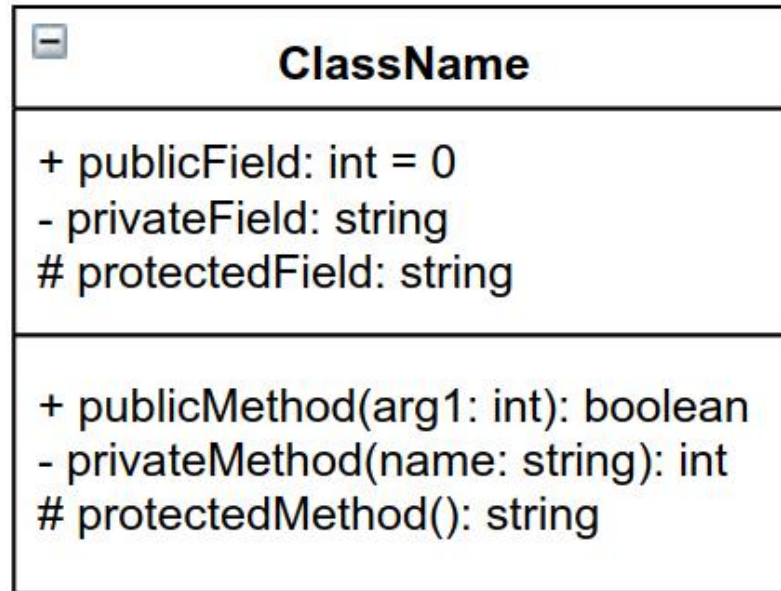 ClassName
+ publicField: int = 0
- privateField: string
# protectedField: string
+ publicMethod(arg1: int): boolean
- privateMethod(name: string): int
# protectedMethod(): string